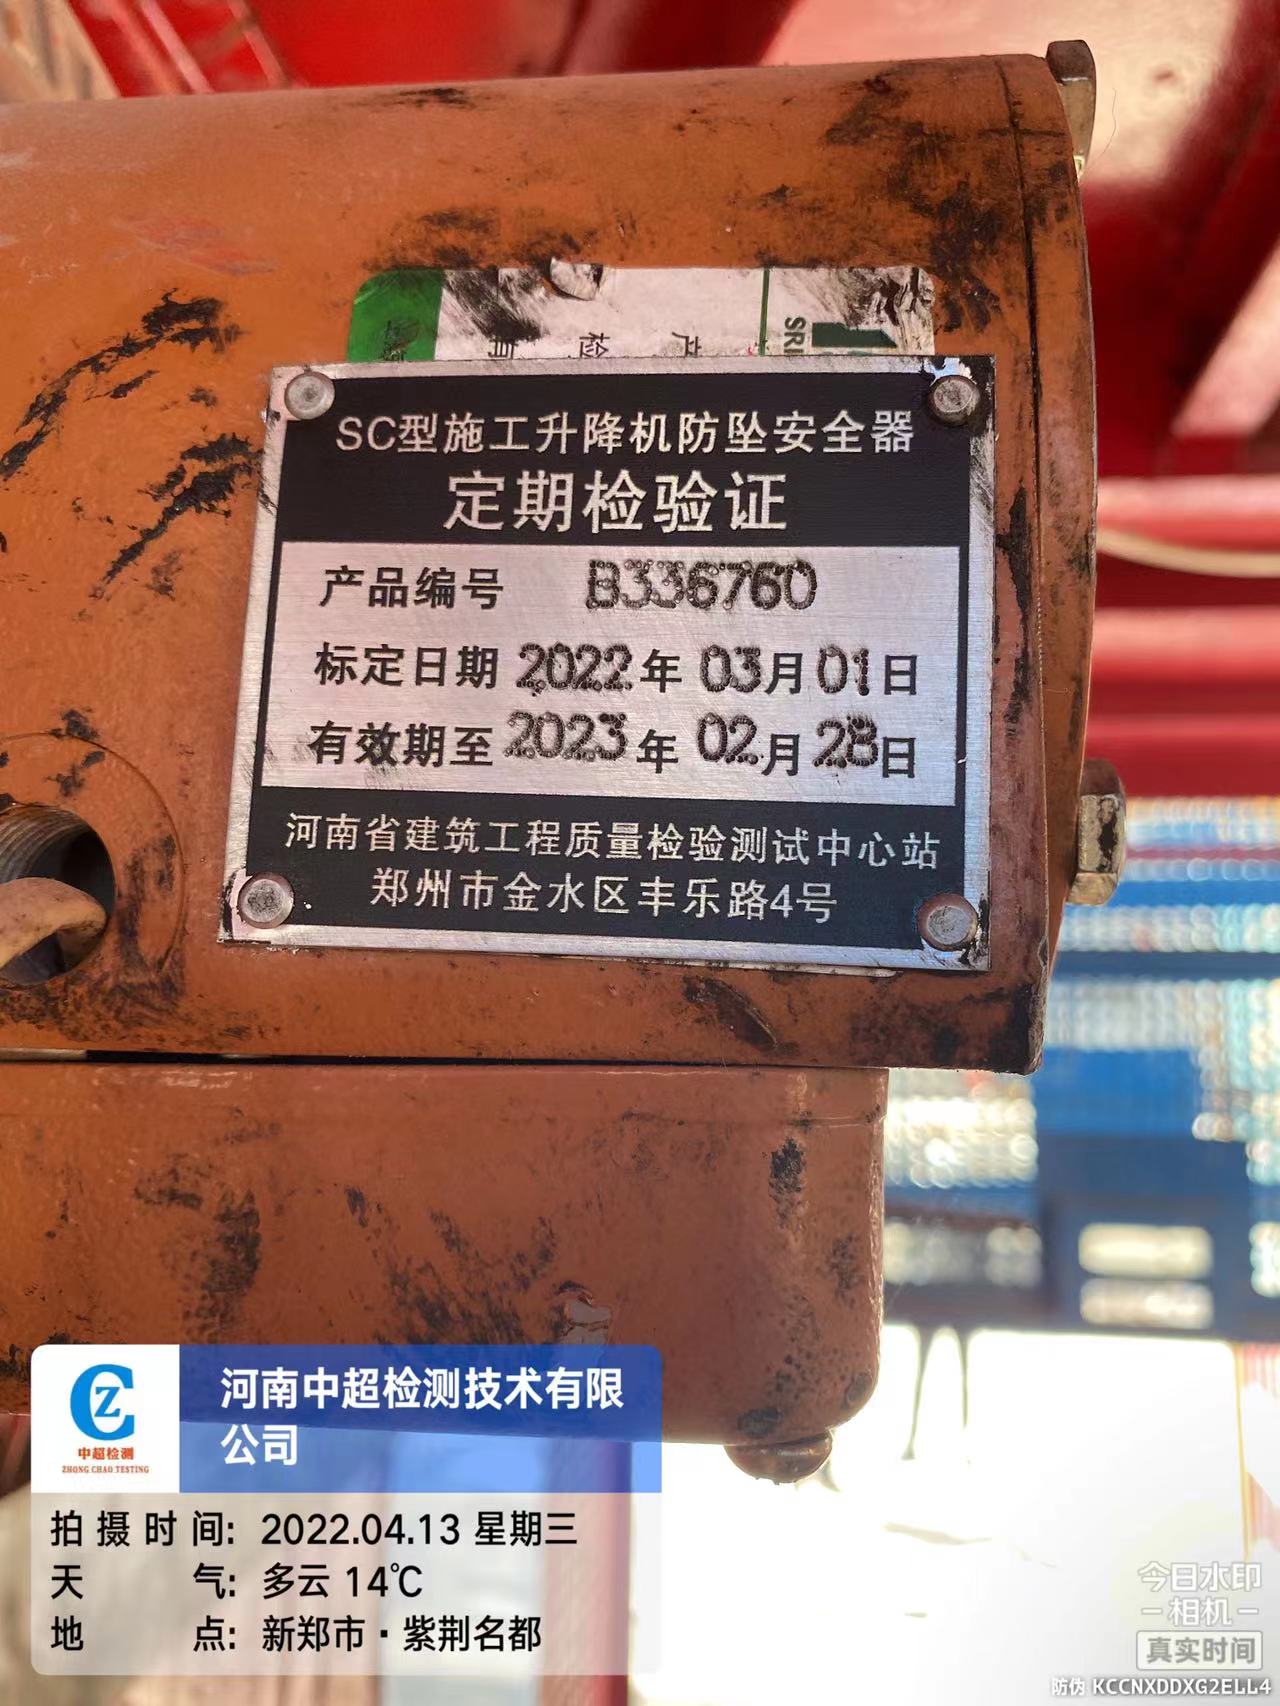 SC型施工升降机防坠安全器
定期检验证
产品编号 B336760
标定日期 2022年 03月01日
有效期至 2023年 02月28日
河南省建筑工程质量检验测试中心站
郑州市金水区丰乐路4号
中超检测
ZHONG CHAO TESTING
河南中超检测技术有限
公司
拍摄时间: 2022.04.13 星期三
天气: 多云 14℃
地点: 新郑市·紫荆名都
今日水印
相机
真实时间
防伪 KCCNXDDXG2ELL4